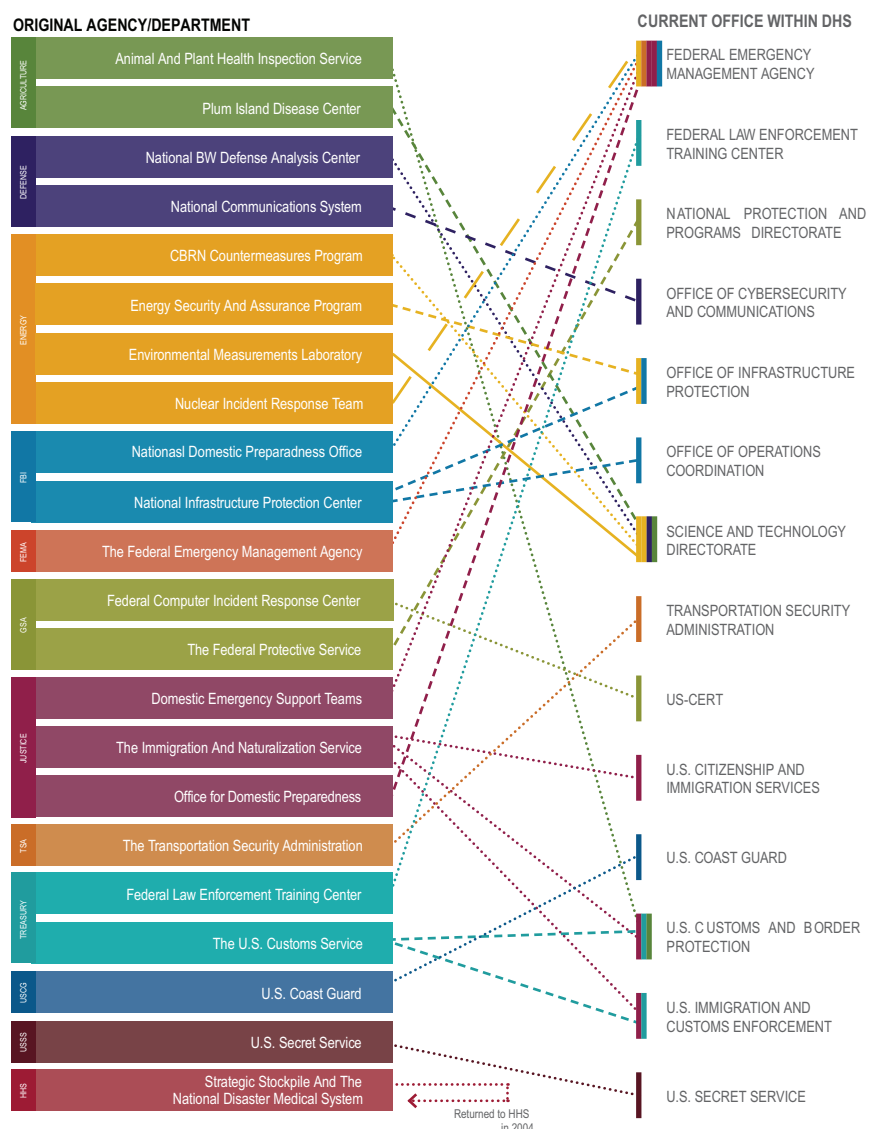 ORIGINAL AGENCY/DEPARTMENT
AGRICULTURE
Animal And Plant Health Inspection Service
Plum Island Disease Center
DEFENSE
National BW Defense Analysis Center
National Communications System
ENERGY
CBRN Countermeasures Program
Energy Security And Assurance Program
Environmental Measurements Laboratory
Nuclear Incident Response Team
FBI
Nationasl Domestic Preparadness Office
National Infrastructure Protection Center
FEMA
The Federal Emergency Management Agency
GSA
Federal Computer Incident Response Center
The Federal Protective Service
JUSTICE
Domestic Emergency Support Teams
The Immigration And Naturalization Service
Office for Domestic Preparedness
TSA
The Transportation Security Administration
TREASURY
Federal Law Enforcement Training Center
The U.S. Customs Service
USCG
U.S. Coast Guard
USSS
U.S. Secret Service
HHS
Strategic Stockpile And The
National Disaster Medical System
Returned to HHS
in 2004
CURRENT OFFICE WITHIN DHS
FEDERAL EMERGENCY
MANAGEMENT AGENCY
FEDERAL LAW ENFORCEMENT
TRAINING CENTER
NATIONAL PROTECTION AND
PROGRAMS DIRECTORATE
OFFICE OF CYBERSECURITY
AND COMMUNICATIONS
OFFICE OF INFRASTRUCTURE
PROTECTION
OFFICE OF OPERATIONS
COORDINATION
SCIENCE AND TECHNOLOGY
DIRECTORATE
TRANSPORTATION SECURITY
ADMINISTRATION
US-CERT
U.S. CITIZENSHIP AND
IMMIGRATION SERVICES
U.S. COAST GUARD
U.S. CUSTOMS AND BORDER
PROTECTION
U.S. IMMIGRATION AND
CUSTOMS ENFORCEMENT
U.S. SECRET SERVICE